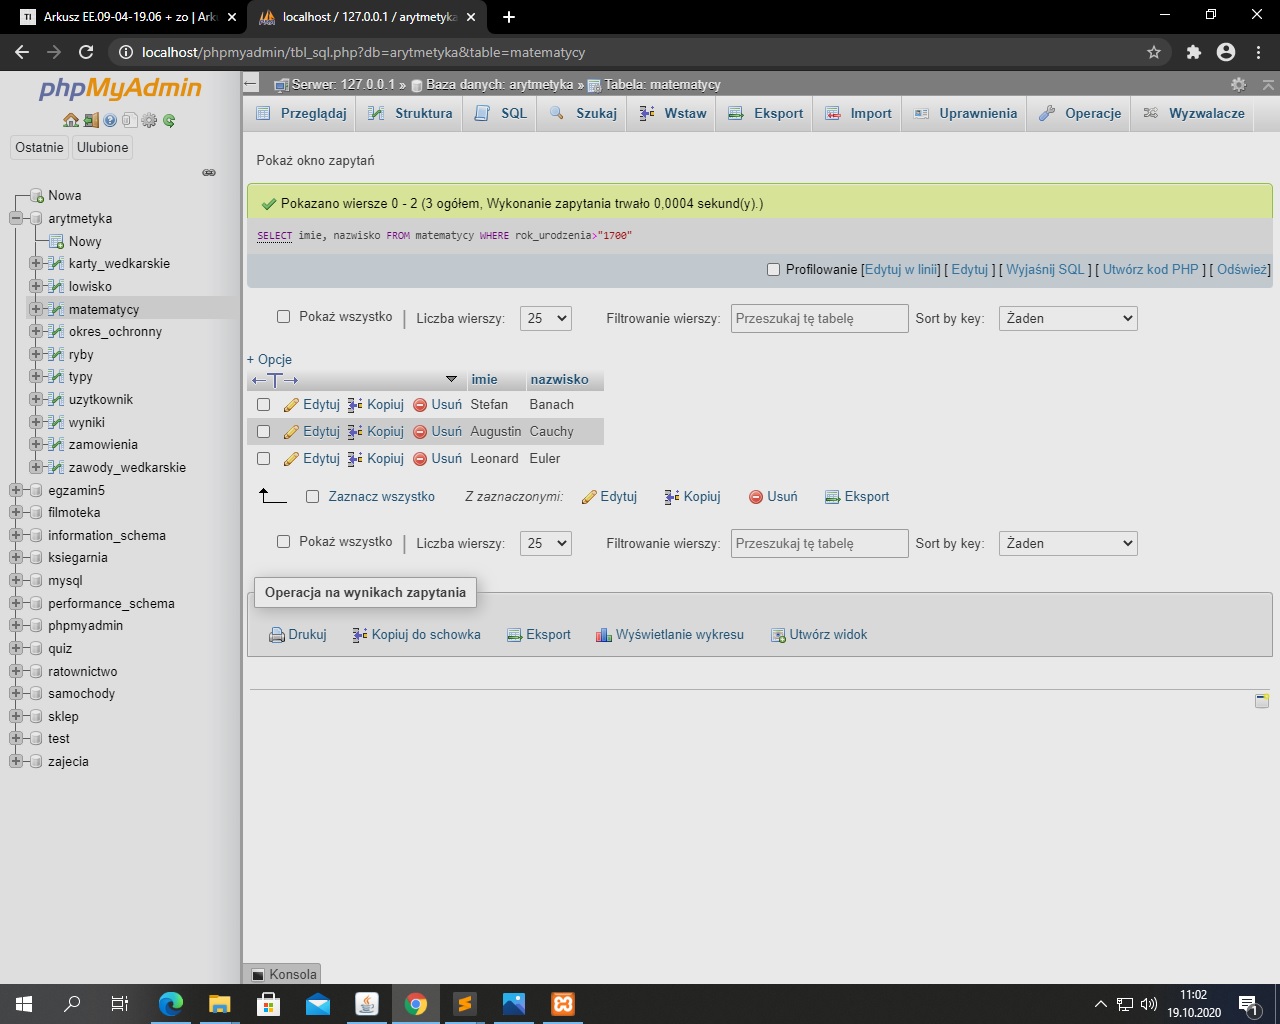 TI Arkusz EE.09-04-19.06 + zo | Ark
localhost / 127.0.0.1 / arytmetyka
localhost/phpmyadmin/tbl_sql.php?db=arytmetyka&table=matematycy
phpMyAdmin
Ostatnie Ulubione
Nowa
arytmetyka
Nowy
karty_wedkarskie
lowisko
matematycy
okres_ochronny
ryby
typy
uzytkownik
wyniki
zamowienia
zawody_wedkarskie
egzamin5
filmoteka
information_schema
ksiegarnia
mysql
performance_schema
phpmyadmin
quiz
ratownictwo
samochody
sklep
test
zajecia
Serwer: 127.0.0.1 » Baza danych: arytmetyka » Tabela: matematycy
Przeglądaj Struktura SQL Szukaj Wstaw Eksport Import Uprawnienia Operacje Wyzwalacze
Pokaż okno zapytań
Pokazano wiersze 0 - 2 (3 ogółem, Wykonanie zapytania trwało 0,0004 sekund(y).)
SELECT imie, nazwisko FROM matematycy WHERE rok_urodzenia>"1700"
Profilowanie [Edytuj w linii] [ Edytuj ] [ Wyjaśnij SQL ] [ Utwórz kod PHP ] [ Odśwież]
Pokaż wszystko | Liczba wierszy: 25 Filtrowanie wierszy: Przeszukaj tę tabelę Sort by key: Żaden
+ Opcje
←T→ imie nazwisko
Edytuj Kopiuj Usuń Stefan Banach
Edytuj Kopiuj Usuń Augustin Cauchy
Edytuj Kopiuj Usuń Leonard Euler
Zaznacz wszystko Z zaznaczonymi: Edytuj Kopiuj Usuń Eksport
Pokaż wszystko | Liczba wierszy: 25 Filtrowanie wierszy: Przeszukaj tę tabelę Sort by key: Żaden
Operacja na wynikach zapytania
Drukuj Kopiuj do schowka Eksport Wyświetlanie wykresu Utwórz widok
Konsola
11:02
19.10.2020
1